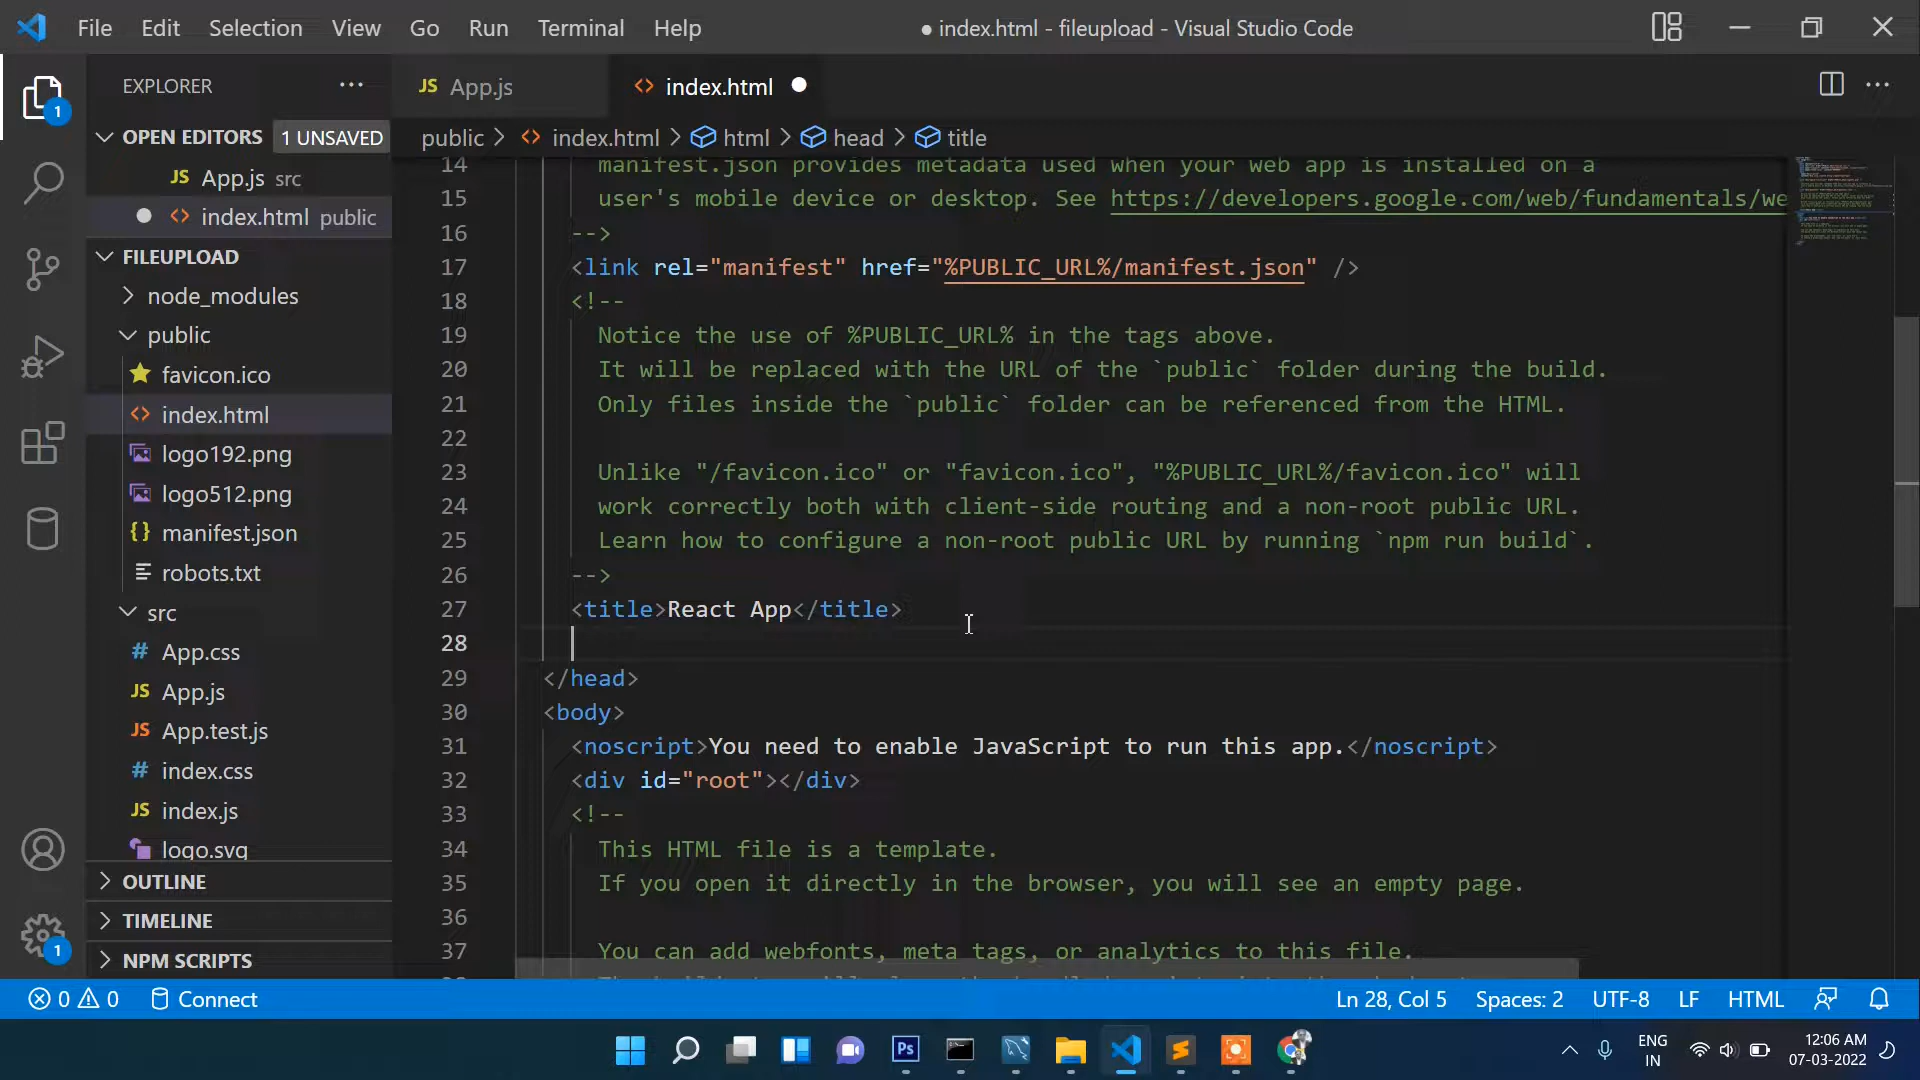 File Edit Selection View Go Run Terminal Help
● index.html - fileupload - Visual Studio Code
EXPLORER
JS App.js
<> index.html
OPEN EDITORS 1 UNSAVED
public > <> index.html > html > head > title
JS App.js src
<> index.html public
FILEUPLOAD
node_modules
public
favicon.ico
<> index.html
logo192.png
logo512.png
{} manifest.json
robots.txt
src
# App.css
JS App.js
JS App.test.js
# index.css
JS index.js
logo.svg
OUTLINE
TIMELINE
NPM SCRIPTS
1
1
14 manifest.json provides metadata used when your web app is installed on a
15 user's mobile device or desktop. See https://developers.google.com/web/fundamentals/we
16 -->
17 <link rel="manifest" href="%PUBLIC_URL%/manifest.json" />
18 <!--
19 Notice the use of %PUBLIC_URL% in the tags above.
20 It will be replaced with the URL of the `public` folder during the build.
21 Only files inside the `public` folder can be referenced from the HTML.
22
23 Unlike "/favicon.ico" or "favicon.ico", "%PUBLIC_URL%/favicon.ico" will
24 work correctly both with client-side routing and a non-root public URL.
25 Learn how to configure a non-root public URL by running `npm run build`.
26 -->
27 <title>React App</title>
28
29 </head>
30 <body>
31 <noscript>You need to enable JavaScript to run this app.</noscript>
32 <div id="root"></div>
33 <!--
34 This HTML file is a template.
35 If you open it directly in the browser, you will see an empty page.
36
37 You can add webfonts, meta tags, or analytics to this file.
0 0 Connect
Ln 28, Col 5 Spaces: 2 UTF-8 LF HTML
Ps
ENG
IN
12:06 AM
07-03-2022